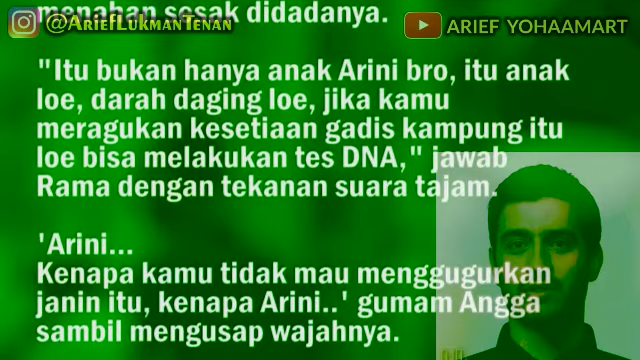 menahan sesak didadanya.
@AriefLukmanTenan
ARIEF YOHAAMART
"Itu bukan hanya anak Arini bro, itu anak
loe, darah daging loe, jika kamu
meragukan kesetiaan gadis kampung itu
loe bisa melakukan tes DNA," jawab
Rama dengan tekanan suara tajam.
'Arini...
Kenapa kamu tidak mau menggugurkan
janin itu, kenapa Arini..' gumam Angga
sambil mengusap wajahnya.